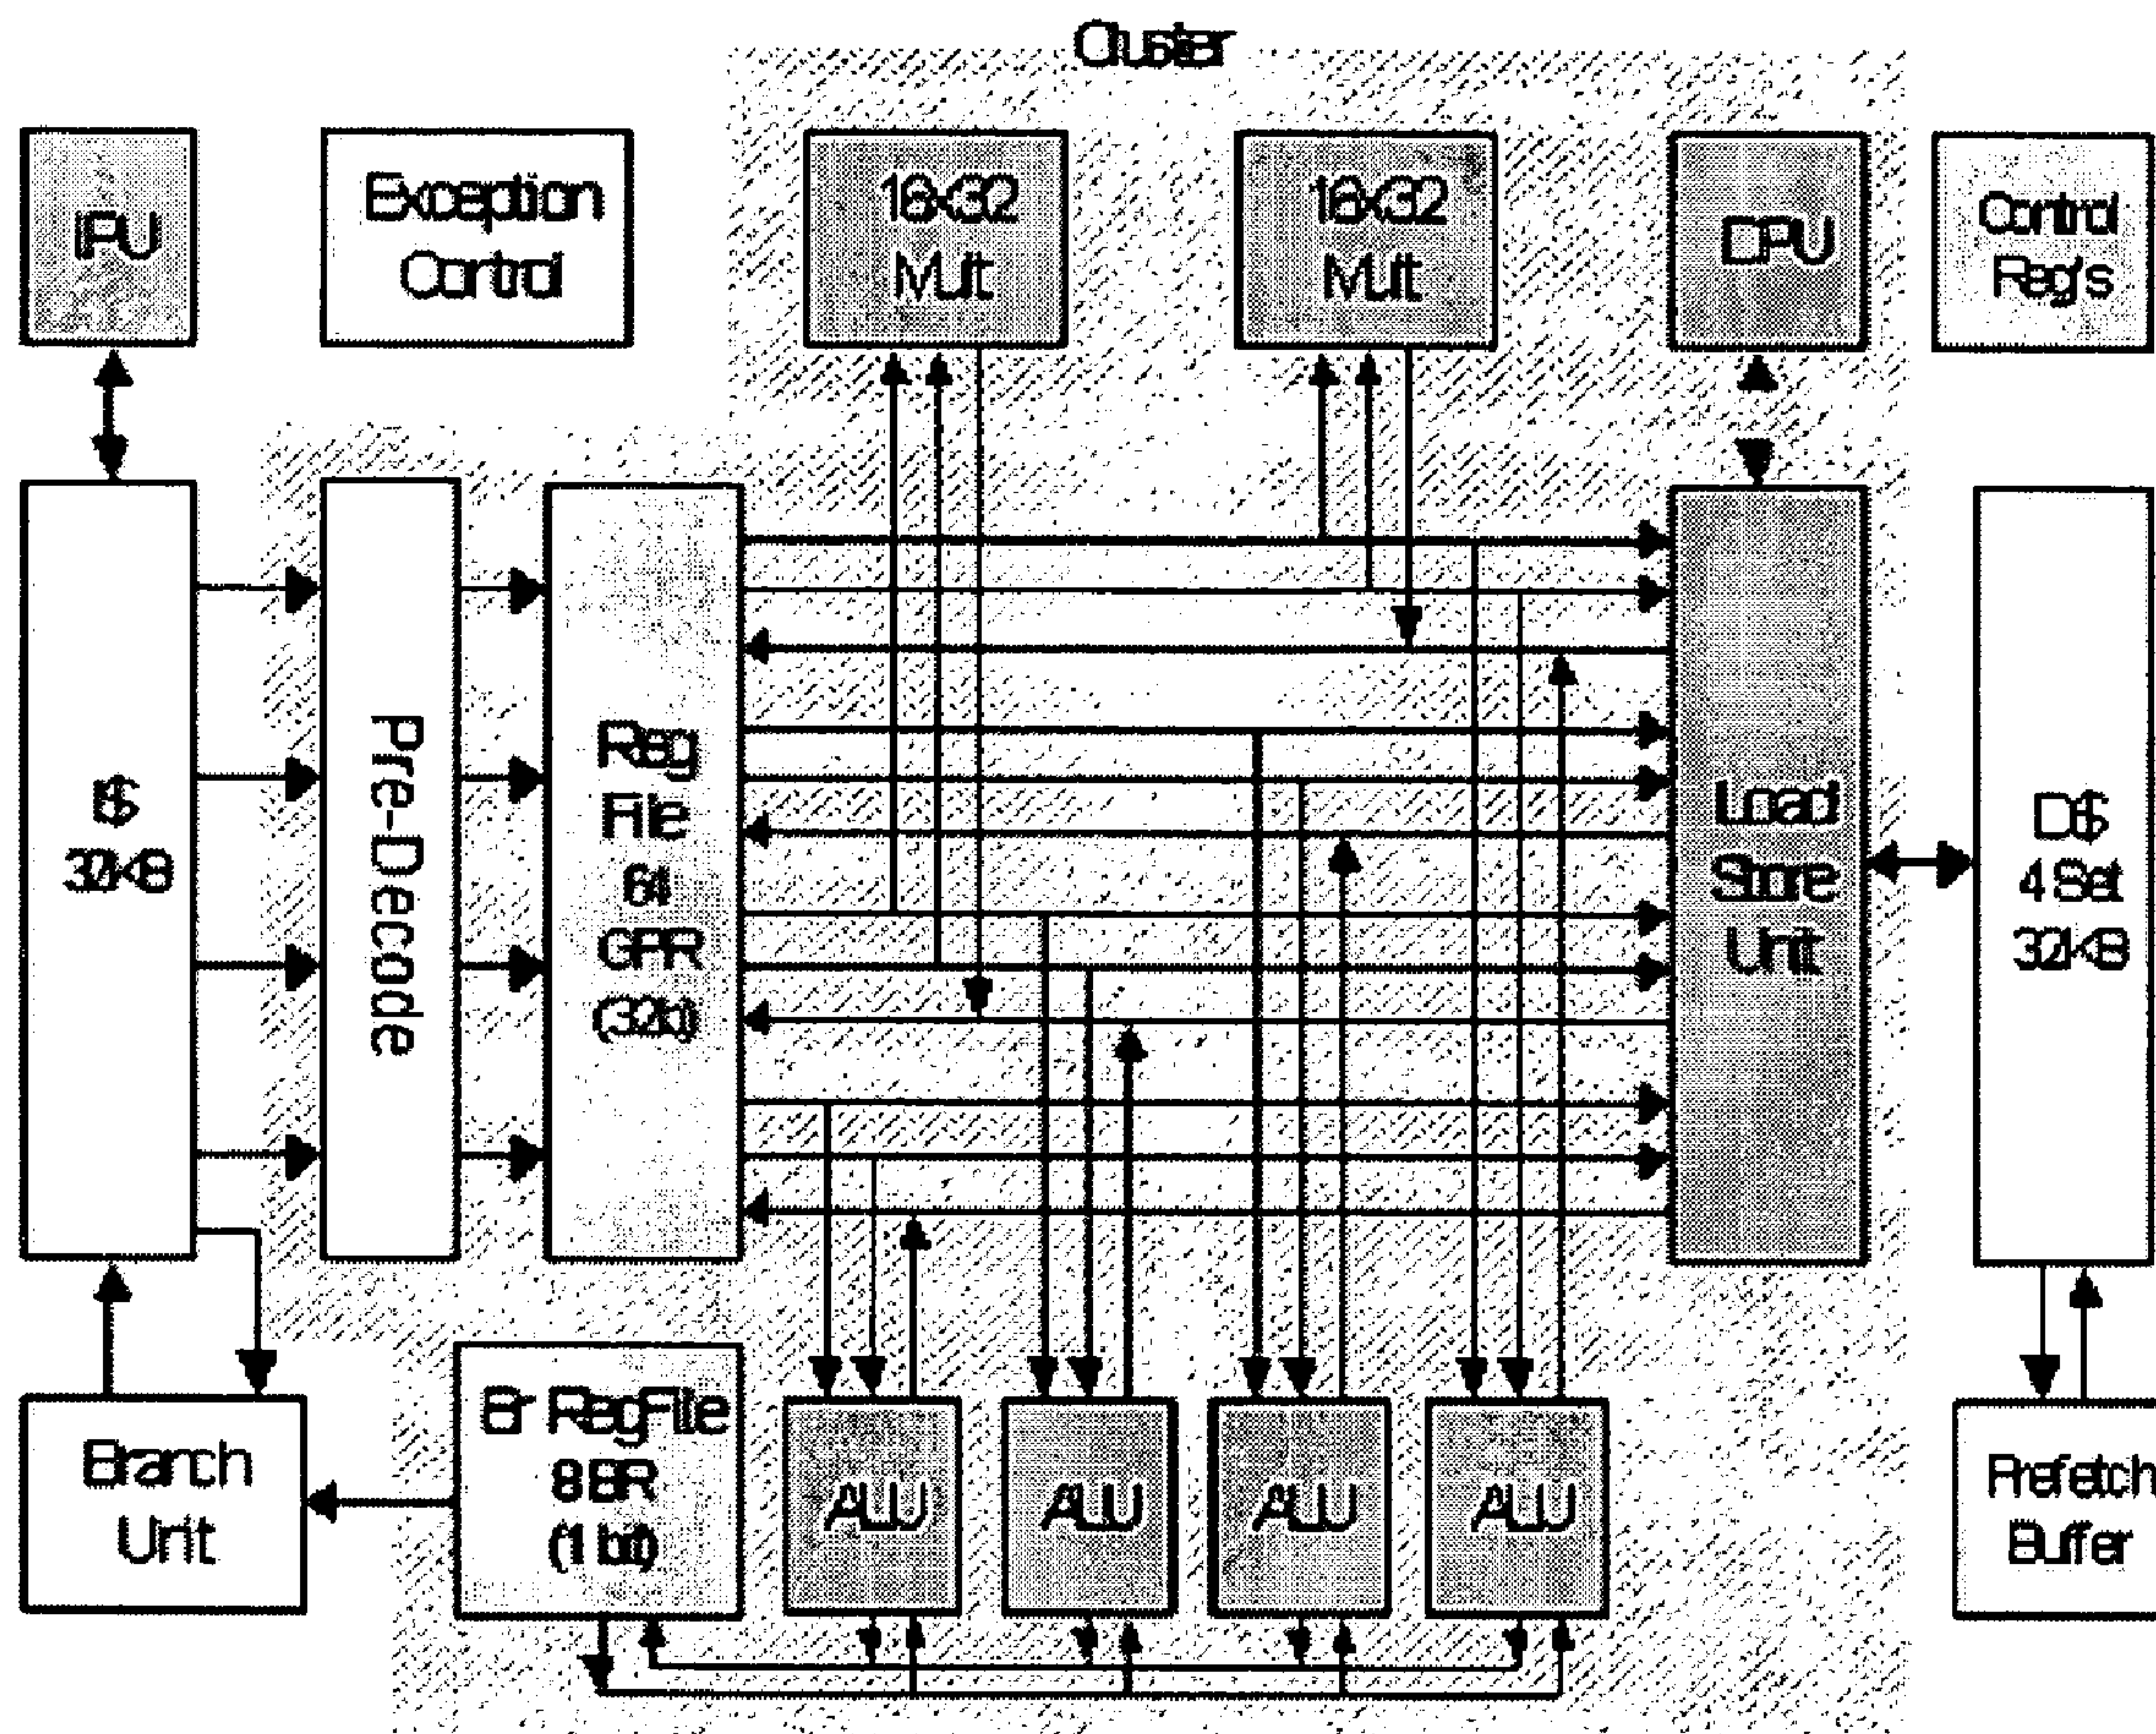 Cluster
IPU
Exception
Control
16x32
Mult
16x32
Mult
DPU
Control
Reg's
I$
32KB
Pre-Decode
Reg
File
64
GPR
(32b)
Load
Store
Unit
D$
4 Set
32KB
Branch
Unit
Br RegFile
8 BR
(1 bit)
ALU
ALU
ALU
ALU
Prefetch
Buffer